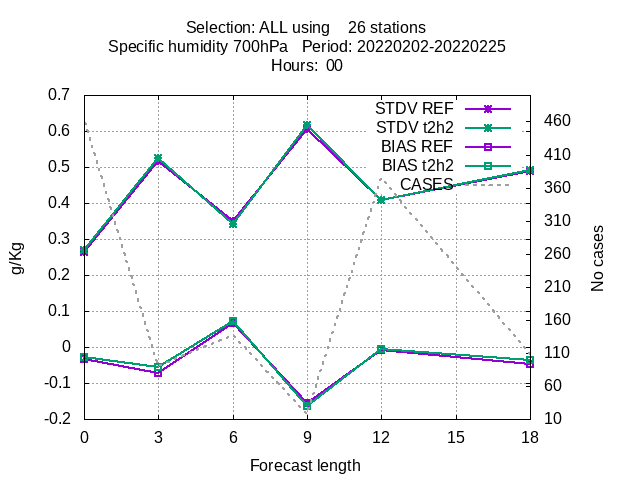 Selection: ALL using 26 stations
Specific humidity 700hPa Period: 20220202-20220225
Hours: 00
0.7
0.6
0.5
0.4
0.3
0.2
0.1
0
-0.1
-0.2
g/Kg
STDV REF
STDV t2h2
BIAS REF
BIAS t2h2
CASES
460
410
360
310
260
210
160
110
60
10
No cases
0 3 6 9 12 15 18
Forecast length